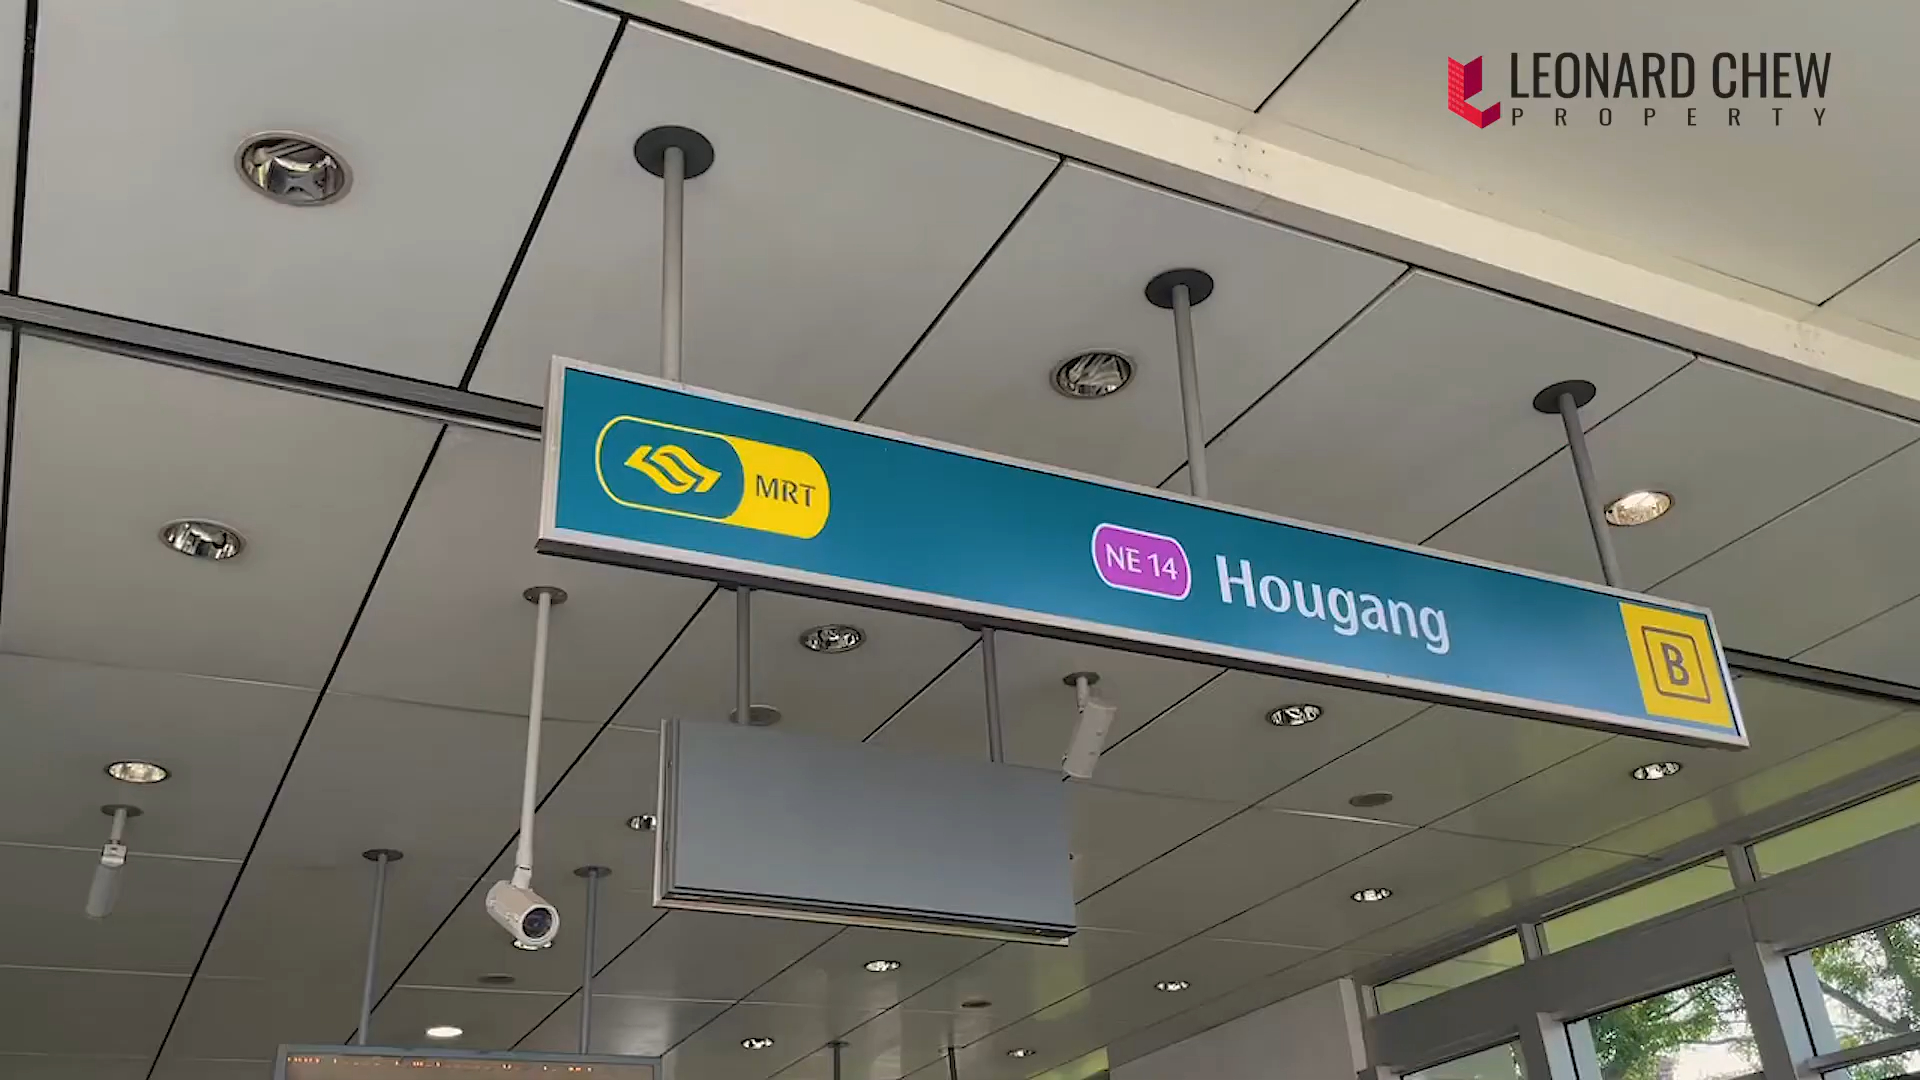 LEONARD CHEW
PROPERTY
MRT
NE 14
Hougang
B